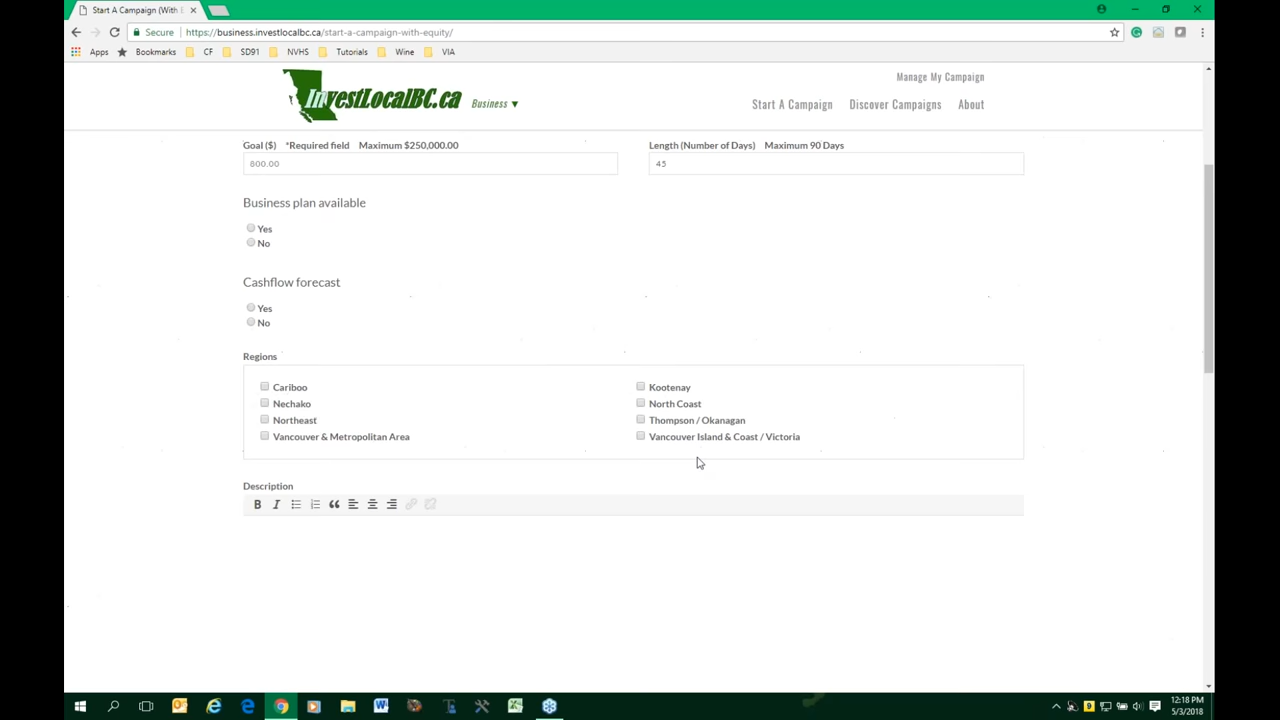 Start A Campaign (With E
Secure https://business.investlocalbc.ca/start-a-campaign-with-equity/
Apps Bookmarks CF SD91 NVHS Tutorials Wine VIA
Manage My Campaign
InvestLocalBC.ca Business ▼ Start A Campaign Discover Campaigns About
Goal ($) *Required field Maximum $250,000.00 Length (Number of Days) Maximum 90 Days
800.00 45
Business plan available
Yes
No
Cashflow forecast
Yes
No
Regions
Cariboo Kootenay
Nechako North Coast
Northeast Thompson / Okanagan
Vancouver & Metropolitan Area Vancouver Island & Coast / Victoria
Description
B I
12:18 PM
5/3/2018